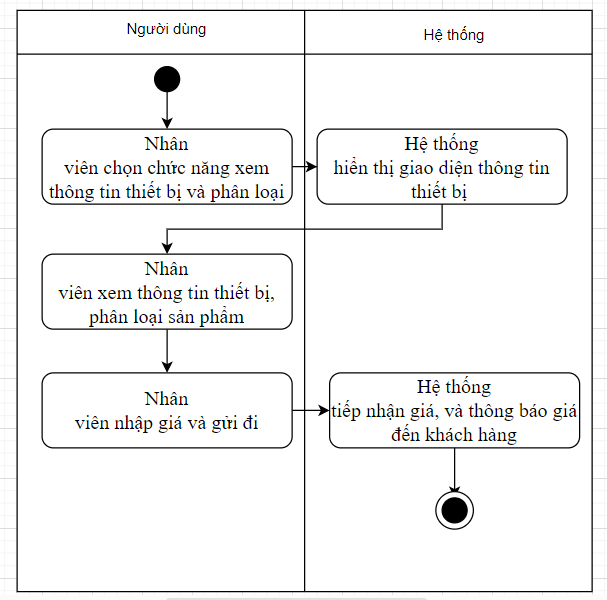 Người dùng
Hệ thống
Nhân
viên chọn chức năng xem
thông tin thiết bị và phân loại
Hệ thống
hiển thị giao diện thông tin
thiết bị
Nhân
viên xem thông tin thiết bị,
phân loại sản phẩm
Nhân
viên nhập giá và gửi đi
Hệ thống
tiếp nhận giá, và thông báo giá
đến khách hàng